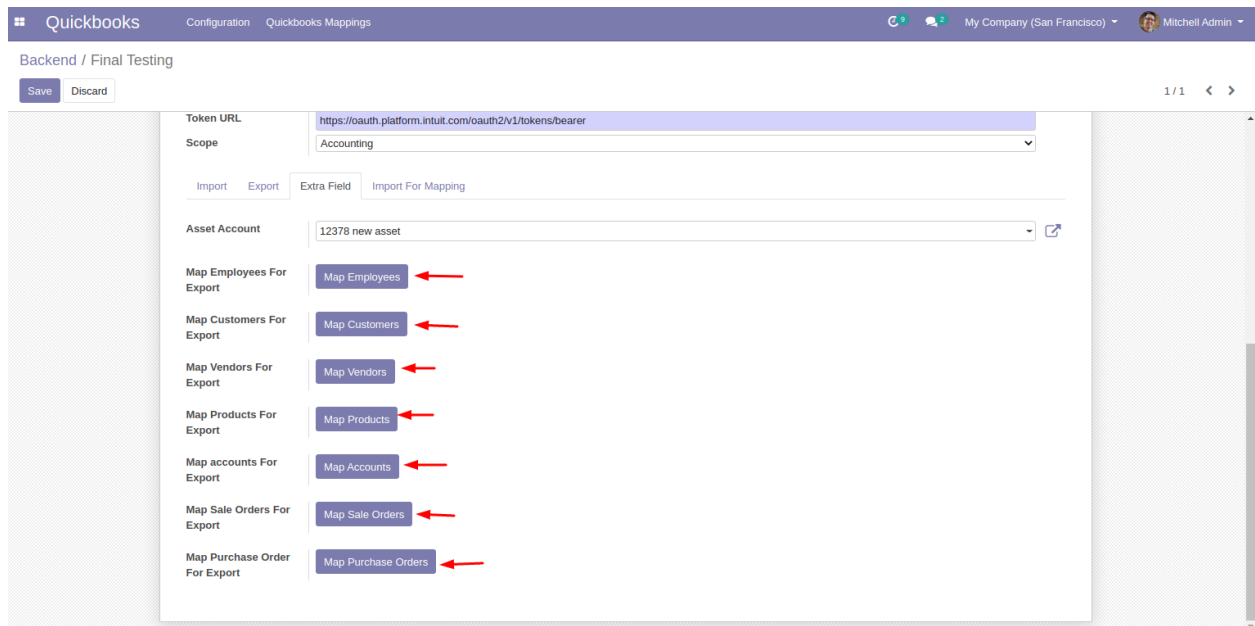 Quickbooks Configuration Quickbooks Mappings 9 2 My Company (San Francisco) Mitchell Admin
Backend / Final Testing
Save Discard 1 / 1
Token URL https://oauth.platform.intuit.com/oauth2/v1/tokens/bearer
Scope Accounting
Import Export Extra Field Import For Mapping
Asset Account 12378 new asset
Map Employees For
Export
Map Employees
Map Customers For
Export
Map Customers
Map Vendors For
Export
Map Vendors
Map Products For
Export
Map Products
Map accounts For
Export
Map Accounts
Map Sale Orders For
Export
Map Sale Orders
Map Purchase Order
For Export
Map Purchase Orders